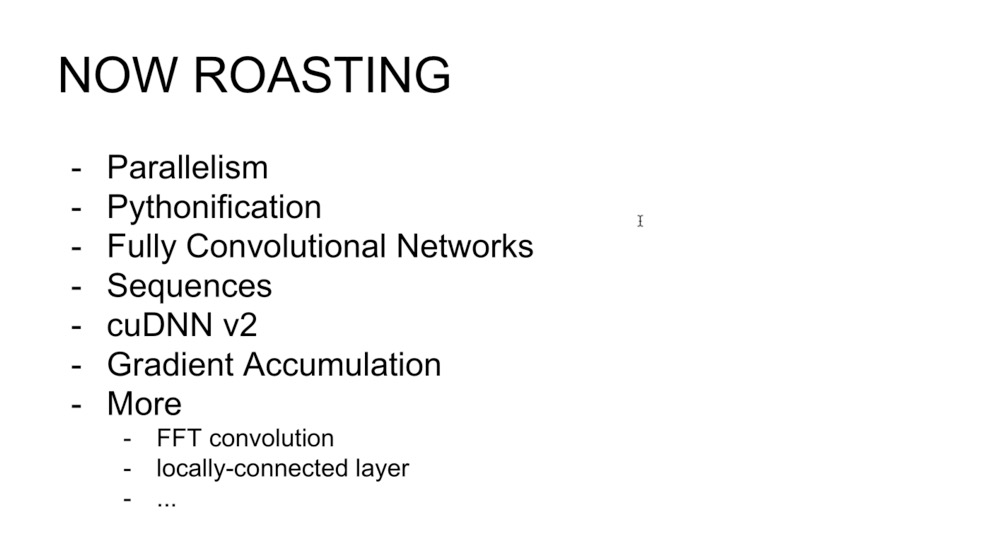 NOW ROASTING
- Parallelism
- Pythonification
- Fully Convolutional Networks
- Sequences
- cuDNN v2
- Gradient Accumulation
- More
- FFT convolution
- locally-connected layer
- ...